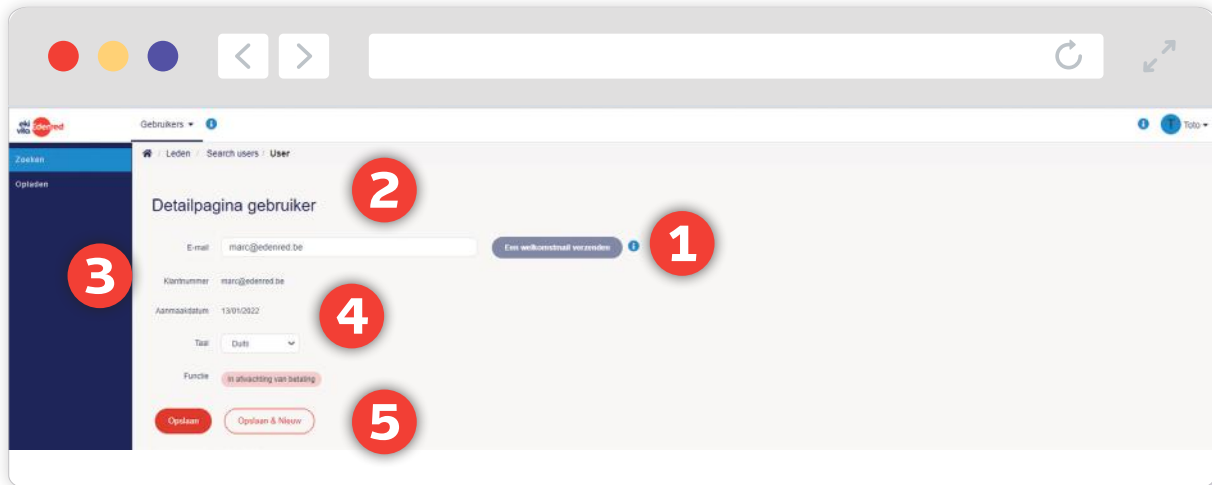 eki vita Edenred
Gebruikers
i
i
T
Toto
Zoeken
/ Leden / Search users / User
Opladen
2
Detailpagina gebruiker
1
E-mail
marc@edenred.be
Een welkomstmail verzenden
i
3
Klantnummer
marc@edenred.be
4
Aanmaakdatum
13/01/2022
Taal
Duits
Functie
In afwachting van betaling
5
Opslaan
Opslaan & Nieuw